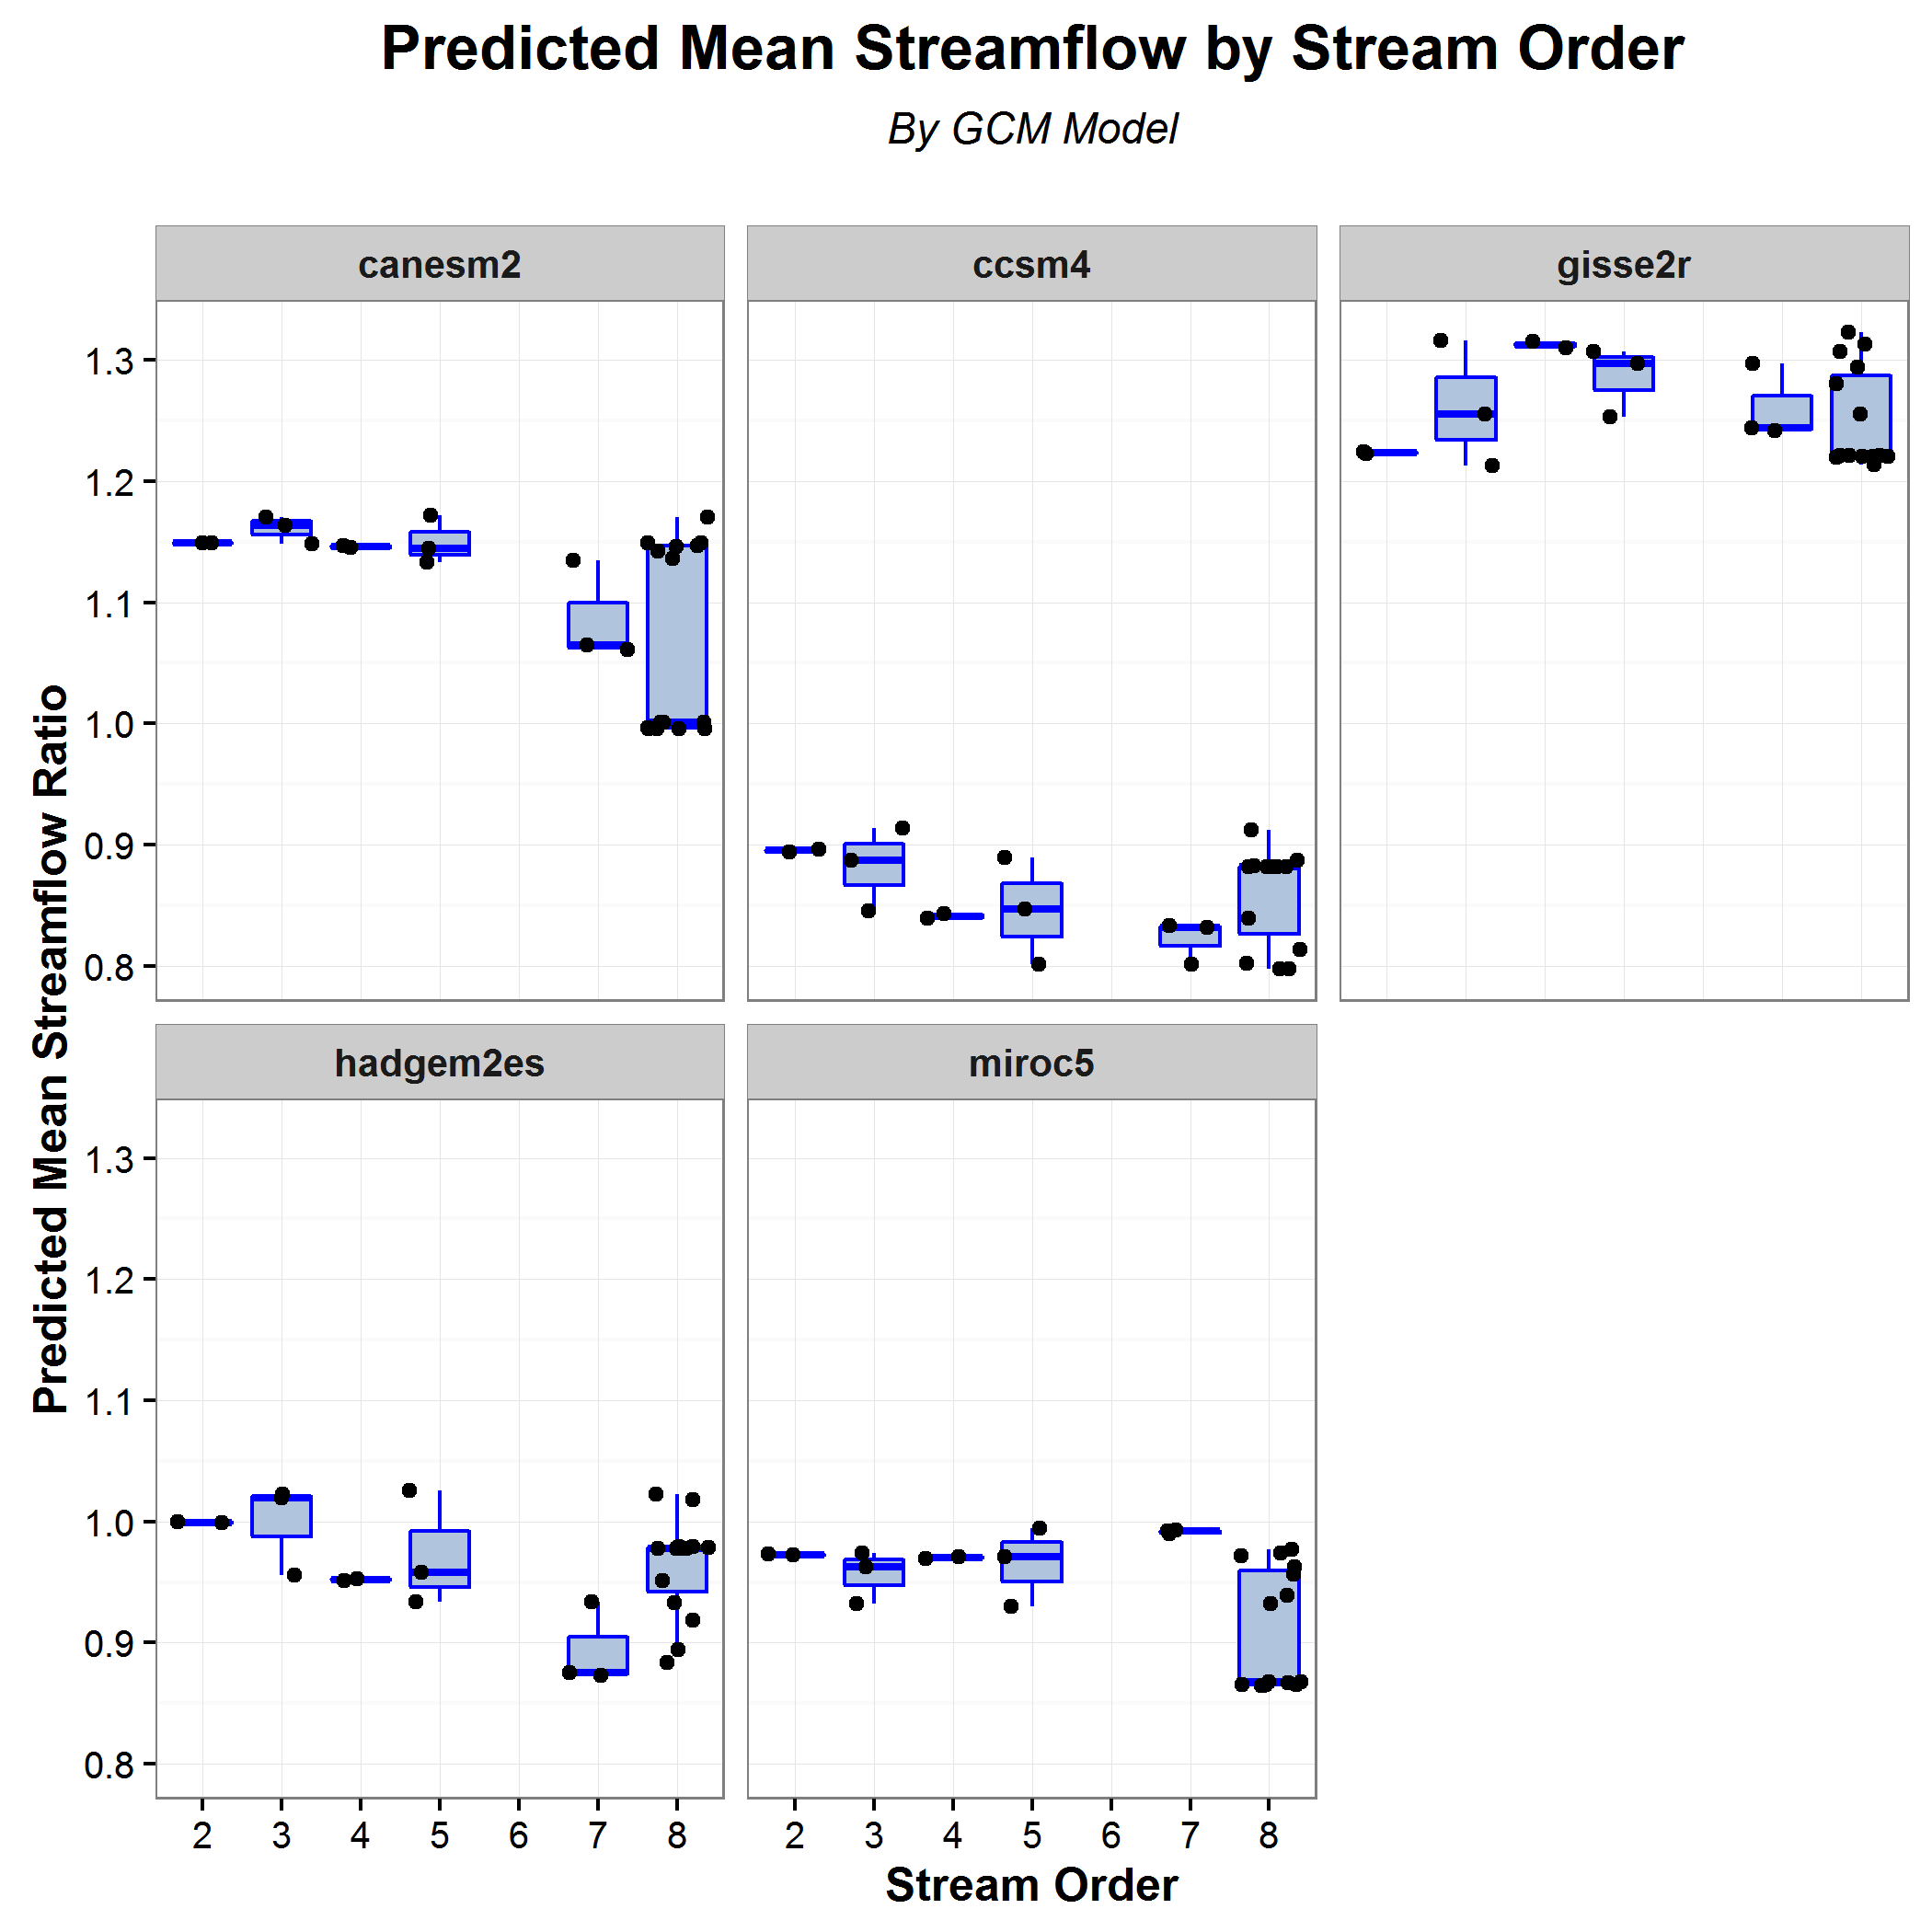 Predicted Mean Streamflow by Stream Order
By GCM Model
canesm2
ccsm4
gisse2r
1.3
1.2
1.1
1.0
0.9
0.8
Predicted Mean Streamflow Ratio
hadgem2es
miroc5
1.3
1.2
1.1
1.0
0.9
0.8
2 3 4 5 6 7 8
2 3 4 5 6 7 8
Stream Order